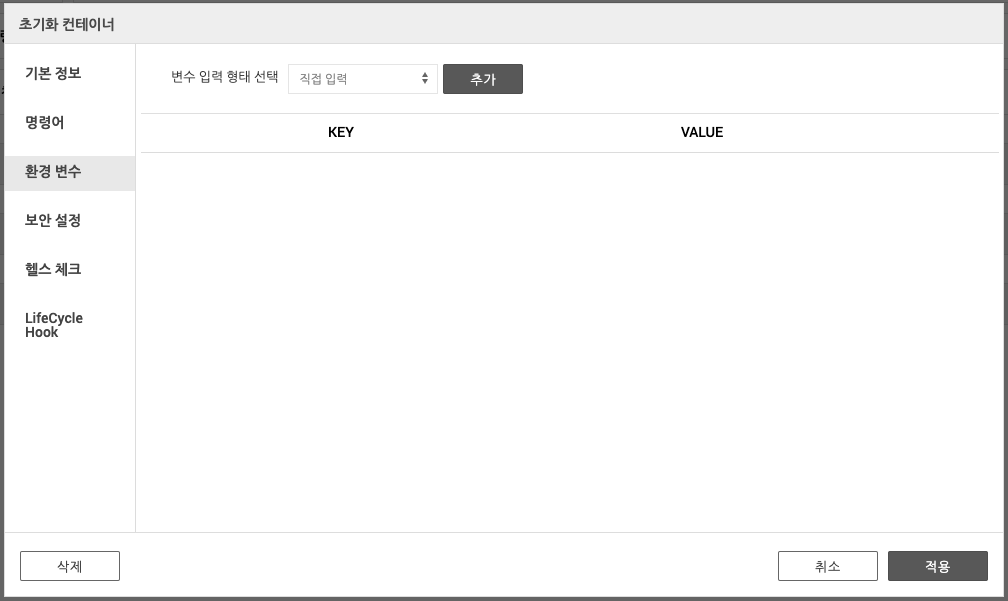 초기화 컨테이너
기본 정보
명령어
환경 변수
보안 설정
헬스 체크
LifeCycle
Hook
변수 입력 형태 선택 직접 입력 추가
KEY VALUE
삭제 취소 적용